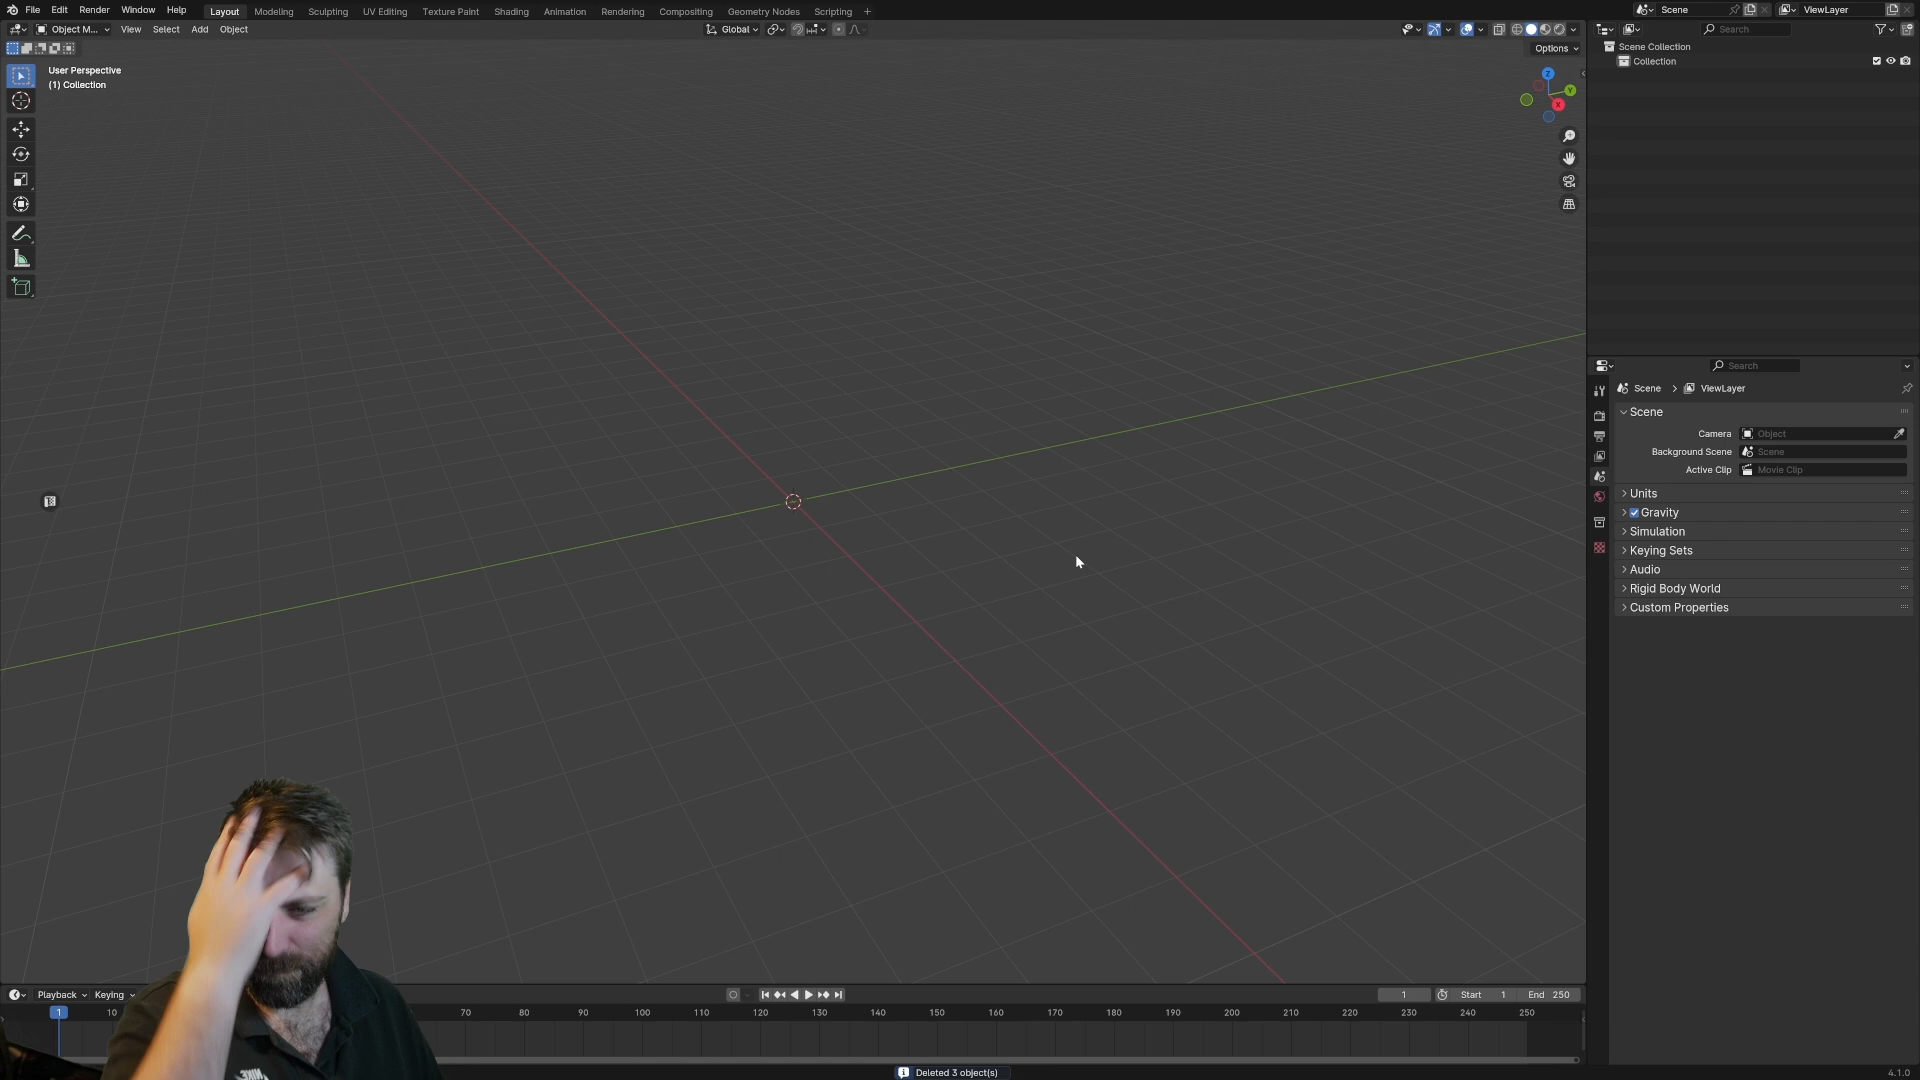 File Edit Render Window Help Layout Modeling Sculpting UV Editing Texture Paint Shading Animation Rendering Compositing Geometry Nodes Scripting + Scene ViewLayer
Object M... View Select Add Object Global Search
Options
User Perspective
(1) Collection
Z
Y
X
Scene Collection
Collection
Search
Scene > ViewLayer
Scene
Camera Object
Background Scene Scene
Active Clip Movie Clip
Units
Gravity
Simulation
Keying Sets
Audio
Rigid Body World
Custom Properties
Playback Keying 1 Start 1 End 250
1 10 70 80 90 100 110 120 130 140 150 160 170 180 190 200 210 220 230 240 250
Deleted 3 object(s) 4.1.0
NIKE